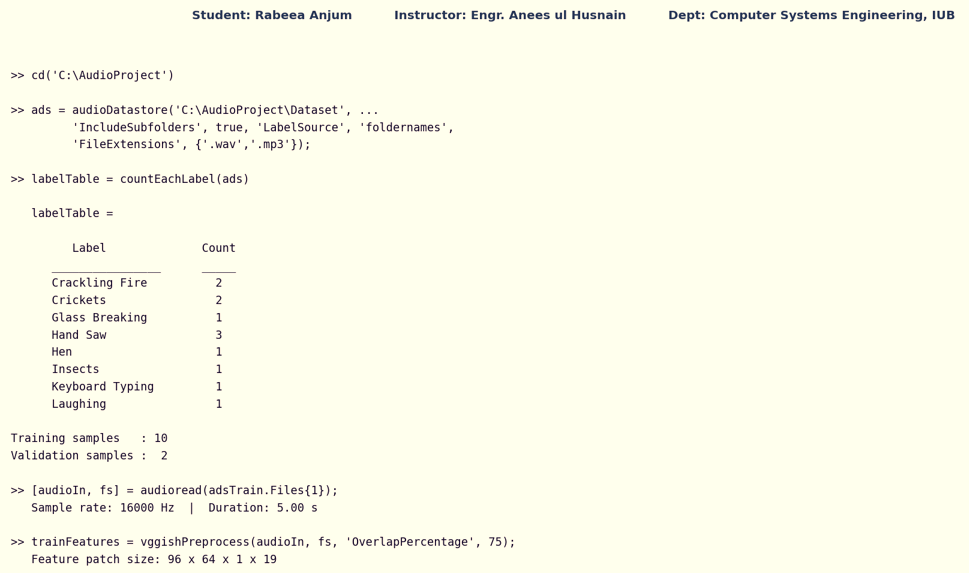 Student: Rabeea Anjum Instructor: Engr. Anees ul Husnain Dept: Computer Systems Engineering, IUB
>> cd('C:\AudioProject')
>> ads = audioDatastore('C:\AudioProject\Dataset', ...
'IncludeSubfolders', true, 'LabelSource', 'foldernames',
'FileExtensions', {'.wav','.mp3'});
>> labelTable = countEachLabel(ads)
labelTable =
Label Count
________________ _____
Crackling Fire 2
Crickets 2
Glass Breaking 1
Hand Saw 3
Hen 1
Insects 1
Keyboard Typing 1
Laughing 1
Training samples : 10
Validation samples : 2
>> [audioIn, fs] = audioread(adsTrain.Files{1});
Sample rate: 16000 Hz | Duration: 5.00 s
>> trainFeatures = vggishPreprocess(audioIn, fs, 'OverlapPercentage', 75);
Feature patch size: 96 x 64 x 1 x 19